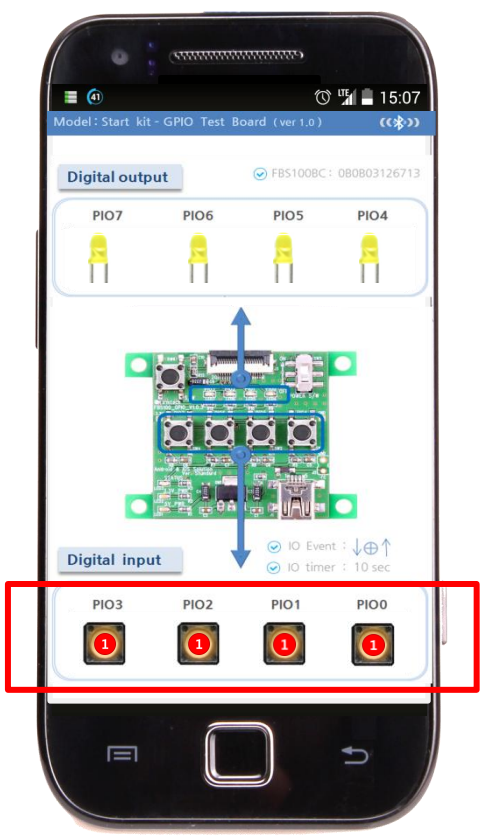 41 LTE 15:07
Model : Start kit - GPIO Test Board ( ver 1.0 )
Digital output
FBS100BC : 0B0B03126713
PIO7 PIO6 PIO5 PIO4
IO Event :
Digital input
IO timer : 10 sec
PIO3 PIO2 PIO1 PIO0
1 1 1 1